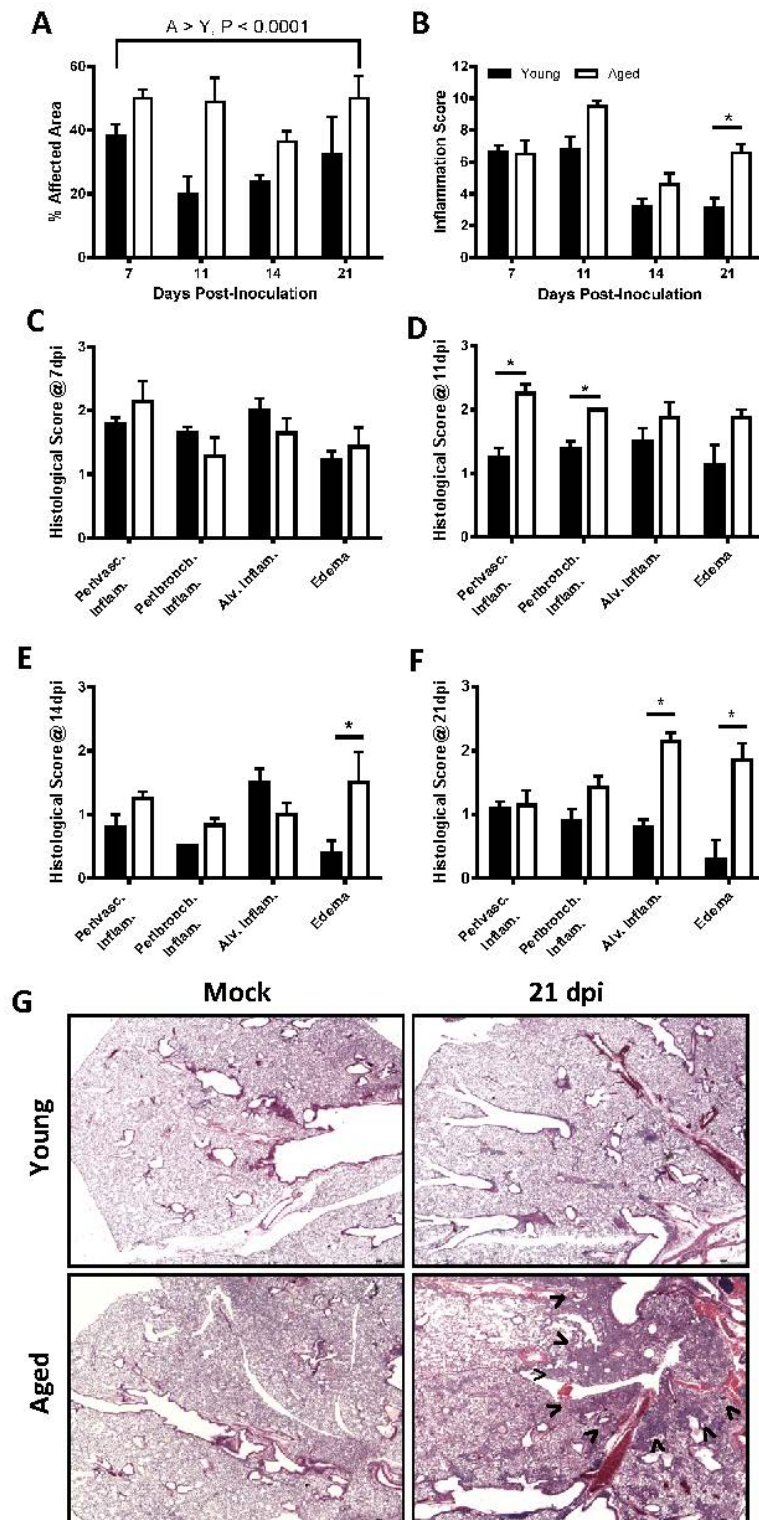 A
A > Y, P < 0.0001
% Affected Area
60
40
20
0
7
11
14
21
Days Post-Inoculation
B
Young
Aged
Inflammation Score
12
10
8
6
4
2
0
*
7
11
14
21
Days Post-Inoculation
C
Histological Score @ 7dpi
3
2
1
0
Perivasc.
Inflam.
Peribronch.
Inflam.
Alv. Inflam.
Edema
D
Histological Score @ 11dpi
3
2
1
0
*
*
Perivasc.
Inflam.
Peribronch.
Inflam.
Alv. Inflam.
Edema
E
Histological Score @ 14dpi
3
2
1
0
*
Perivasc.
Inflam.
Peribronch.
Inflam.
Alv. Inflam.
Edema
F
Histological Score @ 21dpi
3
2
1
0
*
*
Perivasc.
Inflam.
Peribronch.
Inflam.
Alv. Inflam.
Edema
G
Mock
21 dpi
Young
Aged